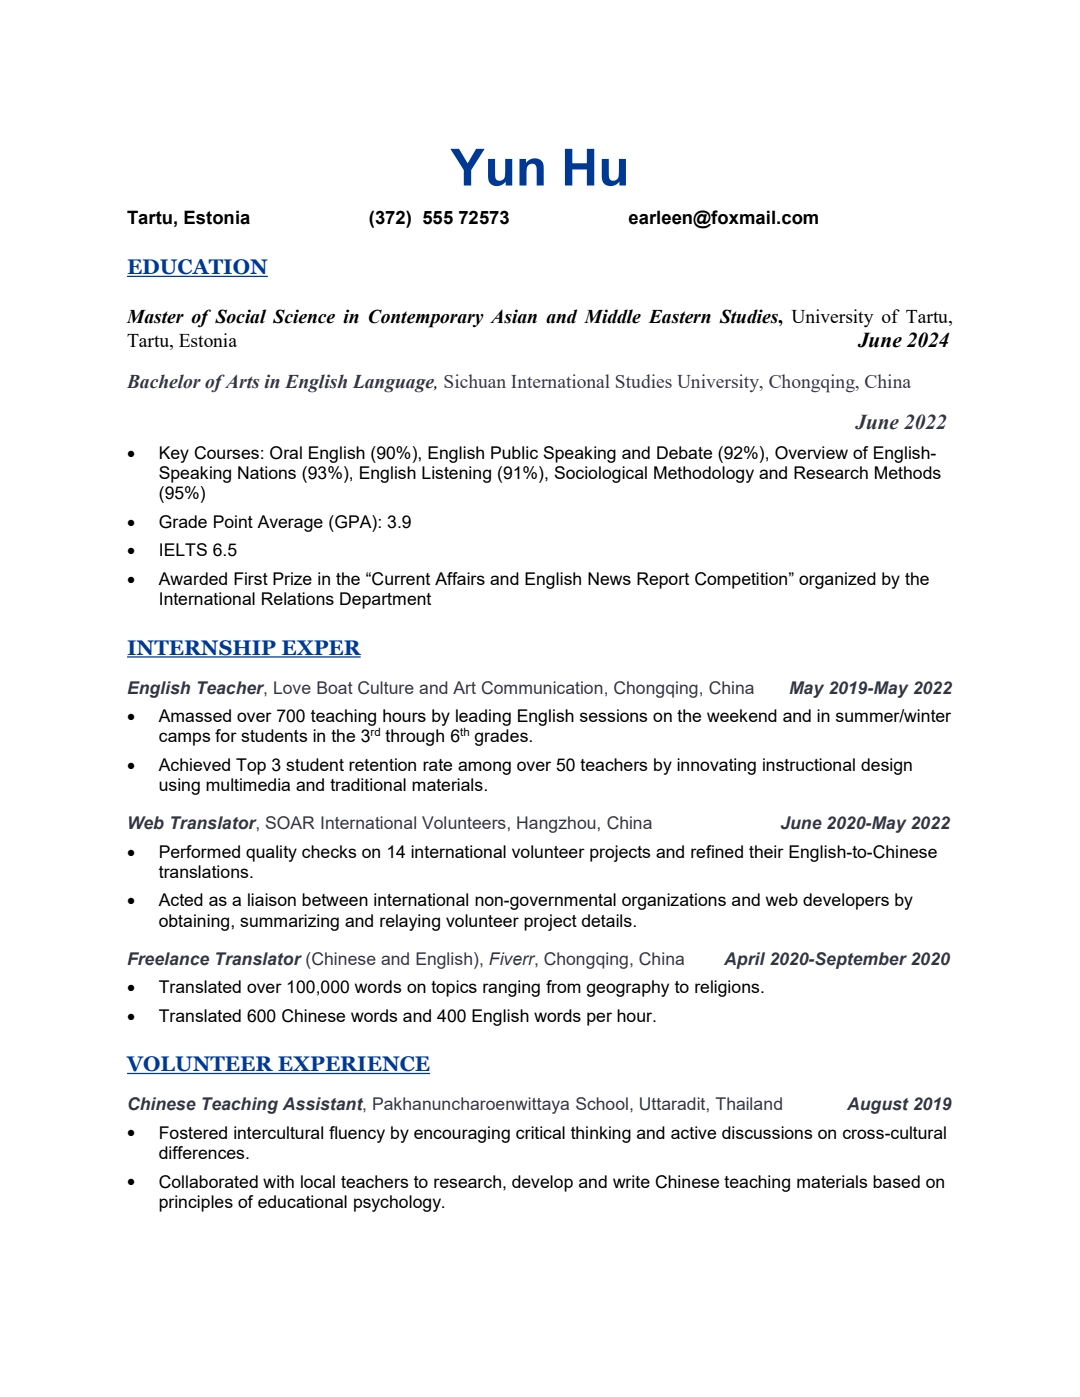 Yun Hu
Tartu, Estonia (372) 555 72573 earleen@foxmail.com
EDUCATION
Master of Social Science in Contemporary Asian and Middle Eastern Studies, University of Tartu,
Tartu, Estonia June 2024
Bachelor of Arts in English Language, Sichuan International Studies University, Chongqing, China
June 2022
• Key Courses: Oral English (90%), English Public Speaking and Debate (92%), Overview of English-
Speaking Nations (93%), English Listening (91%), Sociological Methodology and Research Methods
(95%)
• Grade Point Average (GPA): 3.9
• IELTS 6.5
• Awarded First Prize in the “Current Affairs and English News Report Competition” organized by the
International Relations Department
INTERNSHIP EXPER
English Teacher, Love Boat Culture and Art Communication, Chongqing, China May 2019-May 2022
• Amassed over 700 teaching hours by leading English sessions on the weekend and in summer/winter
camps for students in the 3rd through 6th grades.
• Achieved Top 3 student retention rate among over 50 teachers by innovating instructional design
using multimedia and traditional materials.
Web Translator, SOAR International Volunteers, Hangzhou, China June 2020-May 2022
• Performed quality checks on 14 international volunteer projects and refined their English-to-Chinese
translations.
• Acted as a liaison between international non-governmental organizations and web developers by
obtaining, summarizing and relaying volunteer project details.
Freelance Translator (Chinese and English), Fiverr, Chongqing, China April 2020-September 2020
• Translated over 100,000 words on topics ranging from geography to religions.
• Translated 600 Chinese words and 400 English words per hour.
VOLUNTEER EXPERIENCE
Chinese Teaching Assistant, Pakhanuncharoenwittaya School, Uttaradit, Thailand August 2019
• Fostered intercultural fluency by encouraging critical thinking and active discussions on cross-cultural
differences.
• Collaborated with local teachers to research, develop and write Chinese teaching materials based on
principles of educational psychology.